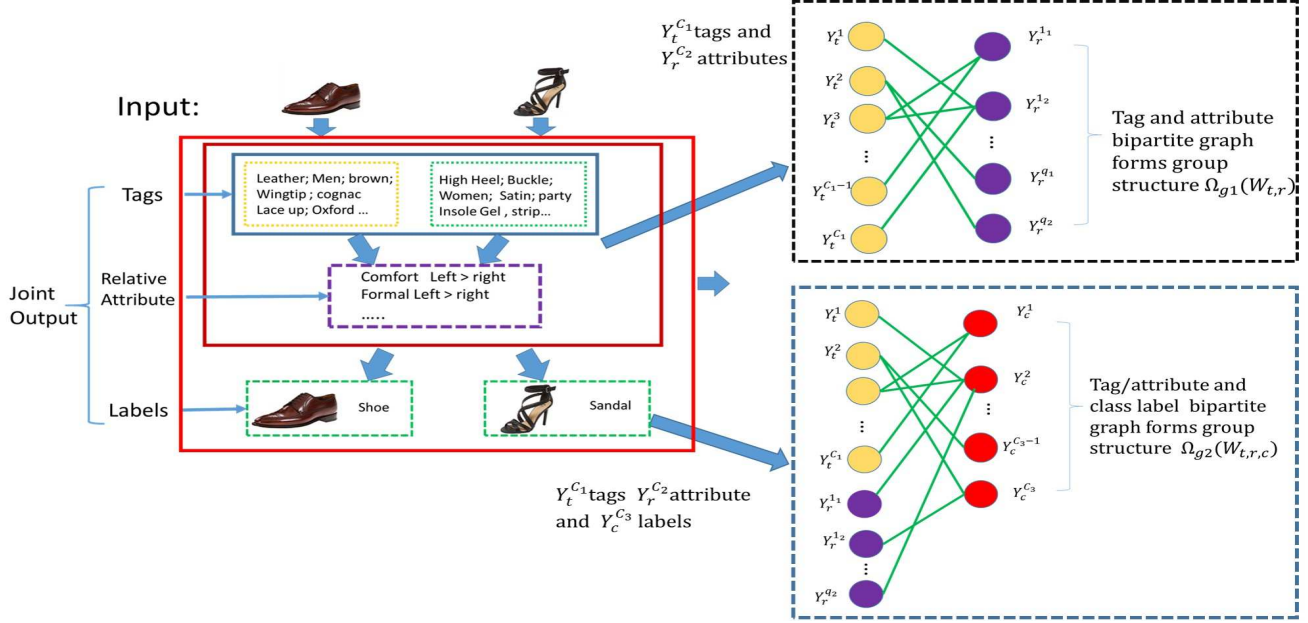 Input:
Joint
Output
Tags
Relative
Attribute
Labels
Leather; Men; brown;
Wingtip ; cognac
Lace up; Oxford ...
High Heel; Buckle;
Women; Satin; party
Insole Gel , strip...
Comfort Left > right
Formal Left > right
.....
Shoe
Sandal
Y_t^{C_1} tags and
Y_r^{C_2} attributes
Y_t^1
Y_t^2
Y_t^3
...
Y_t^{C_1-1}
Y_t^{C_1}
Y_r^{1_1}
Y_r^{1_2}
...
Y_r^{q_1}
Y_r^{q_2}
Tag and attribute
bipartite graph
forms group
structure Ω_{g1}(W_{t,r})
Y_t^{C_1} tags Y_r^{C_2} attribute
and Y_c^{C_3} labels
Y_t^1
Y_t^2
...
Y_t^{C_1}
Y_r^{1_1}
Y_r^{1_2}
...
Y_r^{q_2}
Y_c^1
Y_c^2
...
Y_c^{C_3-1}
Y_c^{C_3}
Tag/attribute and
class label bipartite
graph forms group
structure Ω_{g2}(W_{t,r,c})